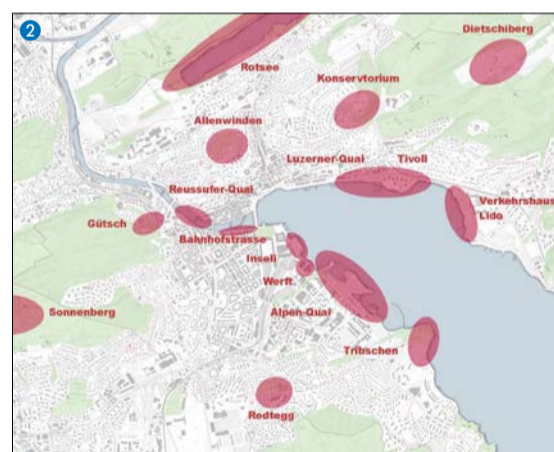 2
Dietschiberg
Rotsee
Konservtorium
Allenwinden
Luzerner-Quai Tivoli
Reussufer-Quai
Verkehrshaus
Lido
Gütsch
Bahnhofstrasse
Inseli
Werft
Sonnenberg
Alpen-Quai
Tribschen
Rodtegg